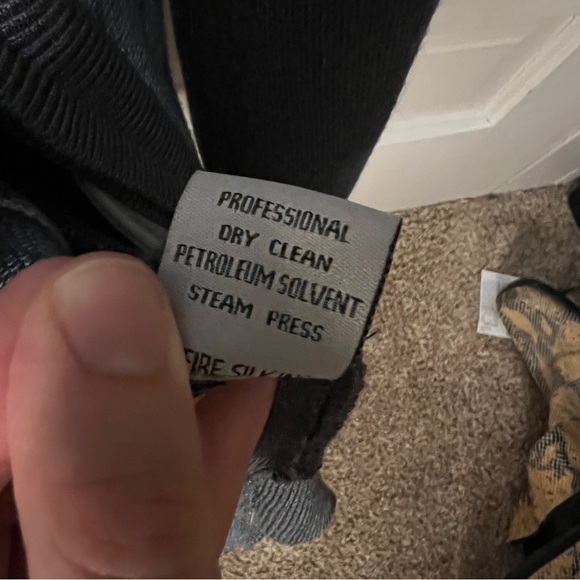 PROFESSIONAL
DRY CLEAN
PETROLEUM SOLVENT
STEAM PRESS